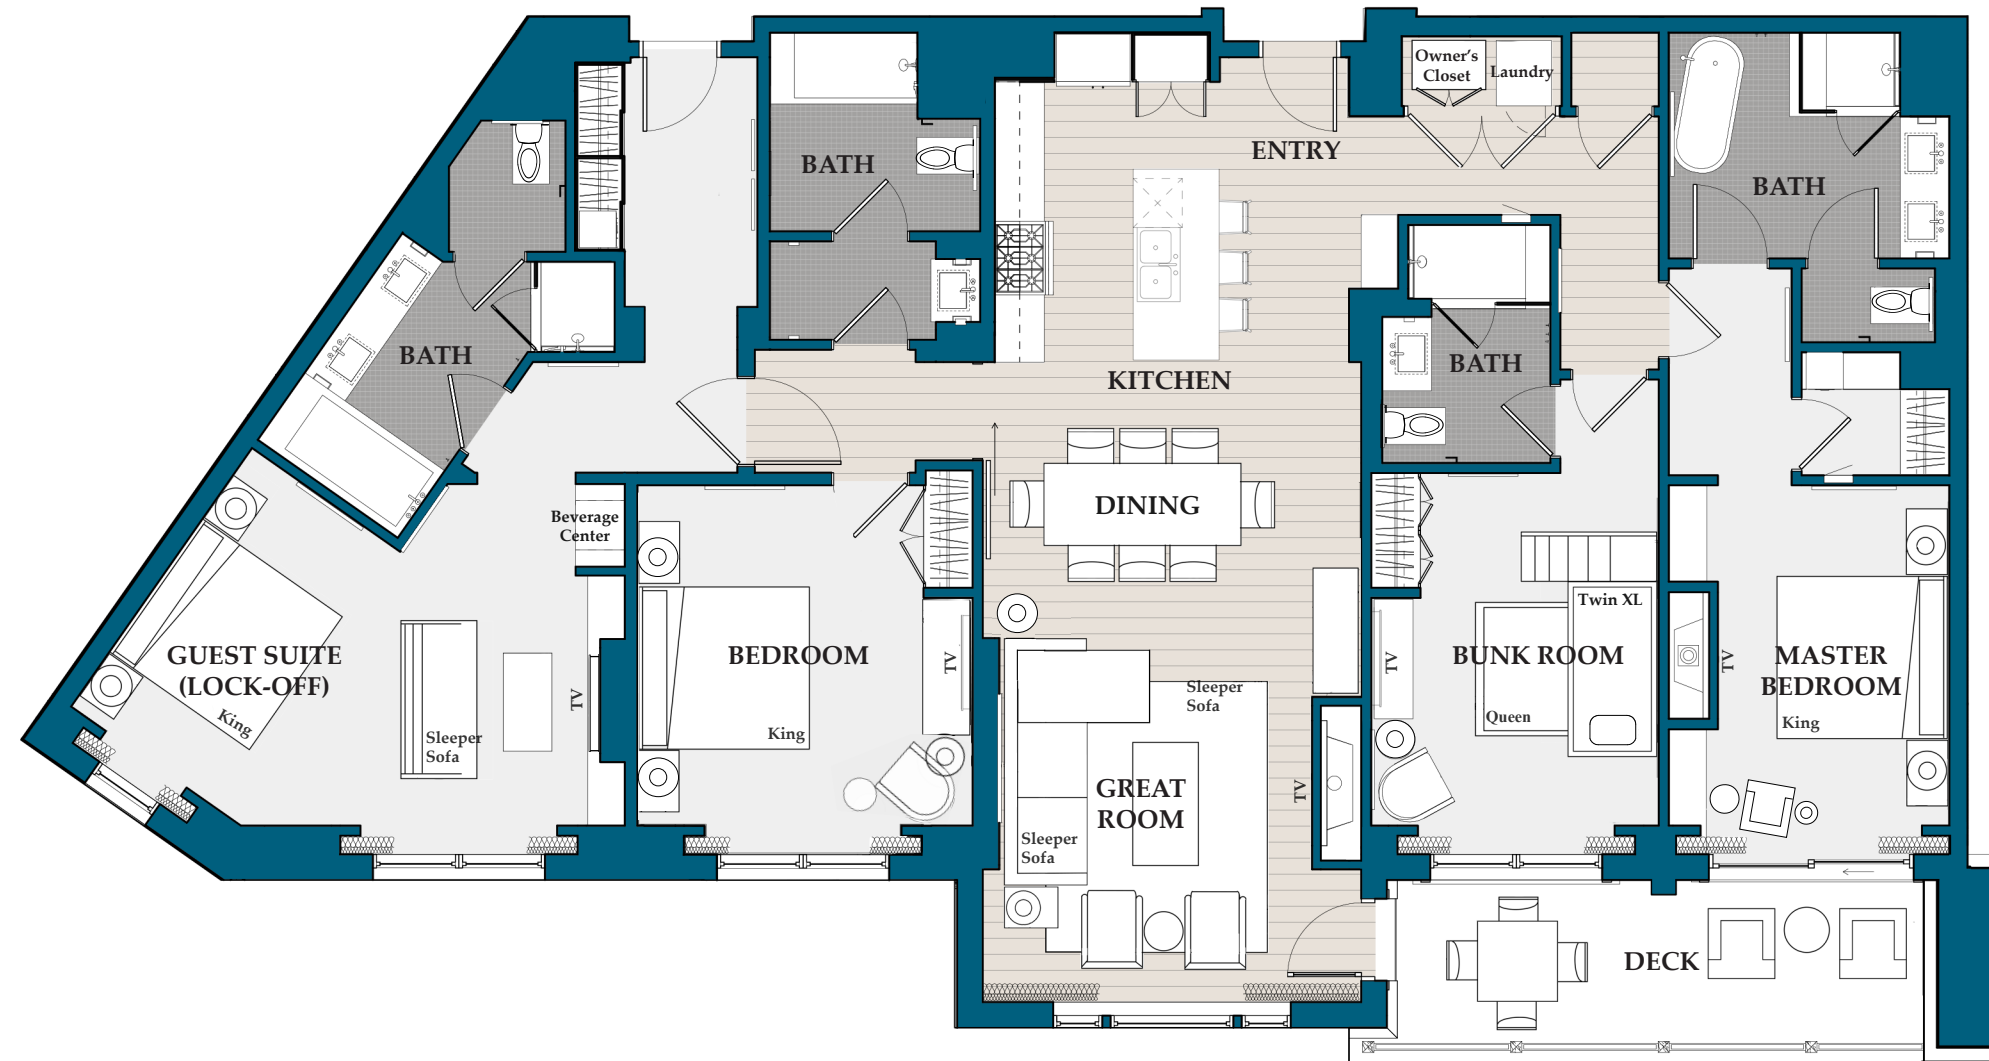 Owner's
Closet
Laundry
ENTRY
BATH
BATH
BATH
BATH
KITCHEN
DINING
Beverage
Center
GUEST SUITE
(LOCK-OFF)
King
Sleeper
Sofa
TV
BEDROOM
King
TV
Sleeper
Sofa
GREAT
ROOM
Sleeper
Sofa
TV
TV
BUNK ROOM
Twin XL
Queen
TV
MASTER
BEDROOM
King
DECK